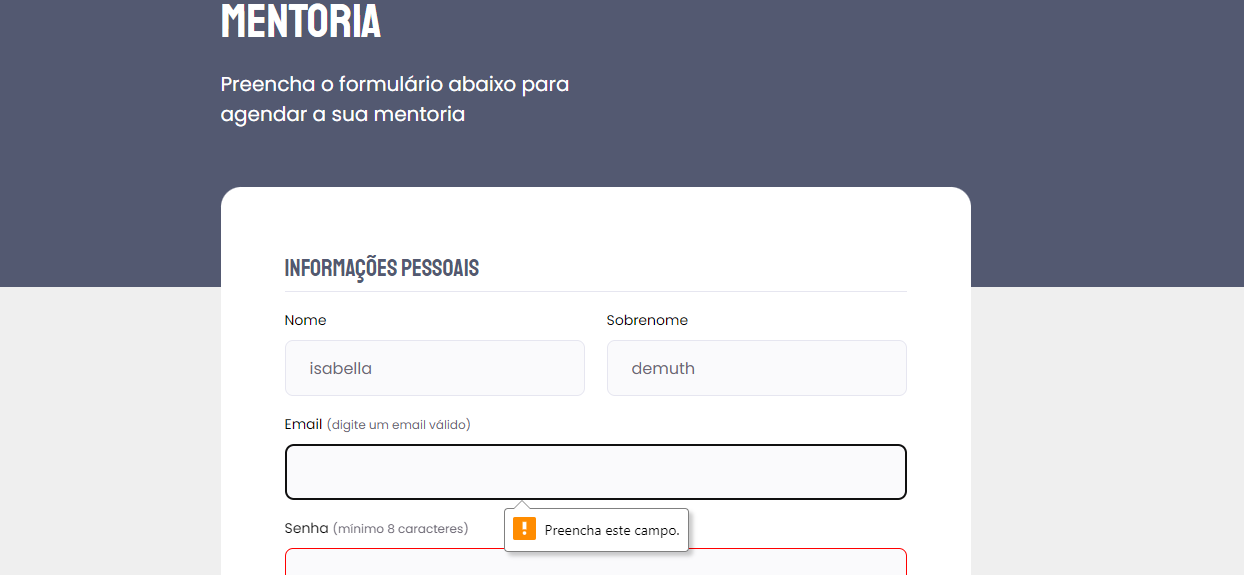 MENTORIA
Preencha o formulário abaixo para
agendar a sua mentoria
INFORMAÇÕES PESSOAIS
Nome
Sobrenome
isabella
demuth
Email (digite um email válido)
Senha (mínimo 8 caracteres)
Preencha este campo.